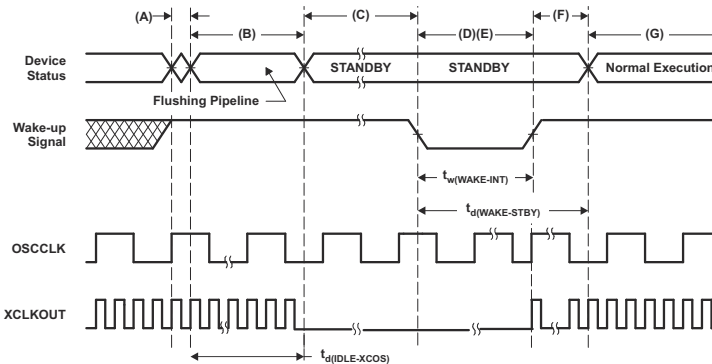 (A)
(B)
(C)
(D)(E)
(F)
(G)
Device
Status
STANDBY
STANDBY
Normal Execution
Flushing Pipeline
Wake-up
Signal
tw(WAKE-INT)
td(WAKE-STBY)
OSCCLK
XCLKOUT
td(IDLE-XCOS)